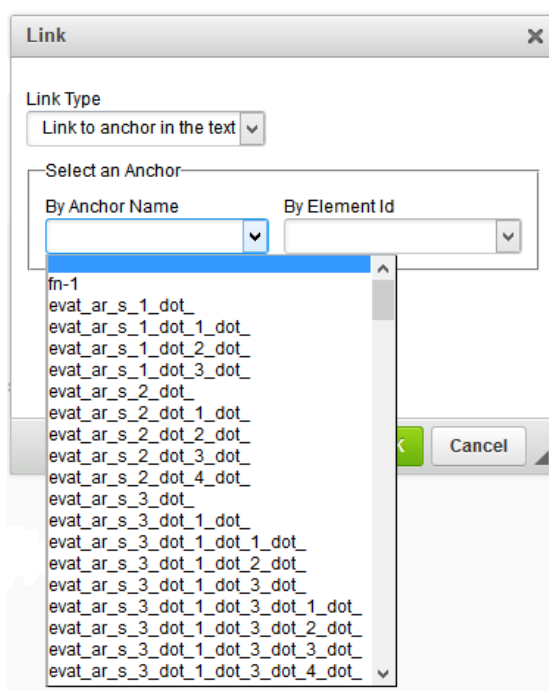 Link
Link Type
Link to anchor in the text
Select an Anchor
By Anchor Name By Element Id
fn-1
evat_ar_s_1_dot_
evat_ar_s_1_dot_1_dot_
evat_ar_s_1_dot_2_dot_
evat_ar_s_1_dot_3_dot_
evat_ar_s_2_dot_
evat_ar_s_2_dot_1_dot_
evat_ar_s_2_dot_2_dot_
evat_ar_s_2_dot_3_dot_
evat_ar_s_2_dot_4_dot_
evat_ar_s_3_dot_
evat_ar_s_3_dot_1_dot_
evat_ar_s_3_dot_1_dot_1_dot_
evat_ar_s_3_dot_1_dot_2_dot_
evat_ar_s_3_dot_1_dot_3_dot_
evat_ar_s_3_dot_1_dot_3_dot_1_dot_
evat_ar_s_3_dot_1_dot_3_dot_2_dot_
evat_ar_s_3_dot_1_dot_3_dot_3_dot_
evat_ar_s_3_dot_1_dot_3_dot_4_dot_
Cancel